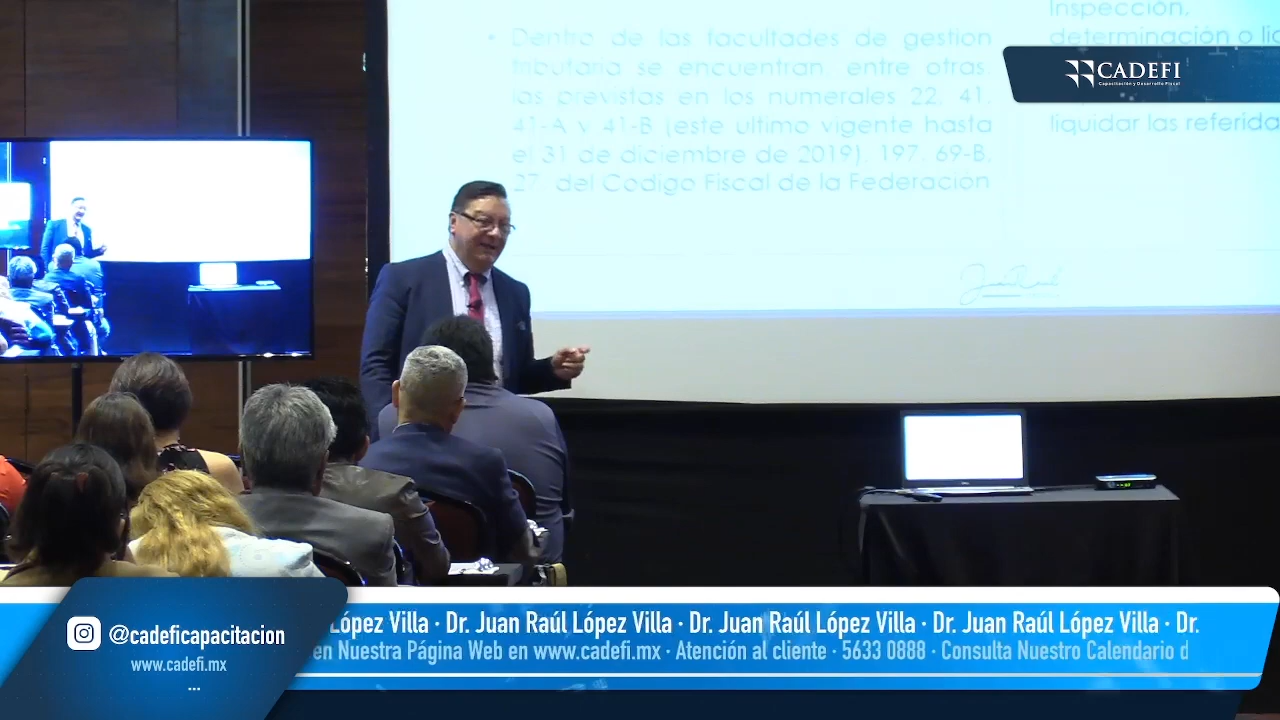 • Dentro de las facultades de gestión
tributaria se encuentran, entre otras,
las previstas en los numerales 22, 41,
41-A y 41-B (este último vigente hasta
el 31 de diciembre de 2019), 197, 69-B,
27, del Código Fiscal de la Federación
Inspección,
determinación o
liquidar las referida
CADEFI
Capacitación y Desarrollo Fiscal
Juan Raúl
@cadeficapacitacion
www.cadefi.mx
...
López Villa · Dr. Juan Raúl López Villa · Dr. Juan Raúl López Villa · Dr. Juan Raúl López Villa · Dr.
en Nuestra Página Web en www.cadefi.mx · Atención al cliente · 5633 0888 · Consulta Nuestro Calendario d